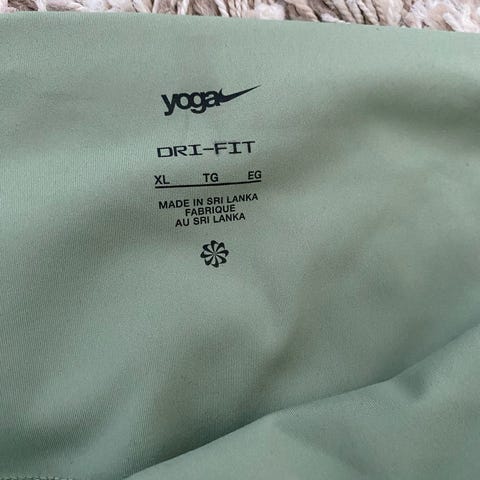 yoga
DRI-FIT
XL TG EG
MADE IN SRI LANKA
FABRIQUE
AU SRI LANKA